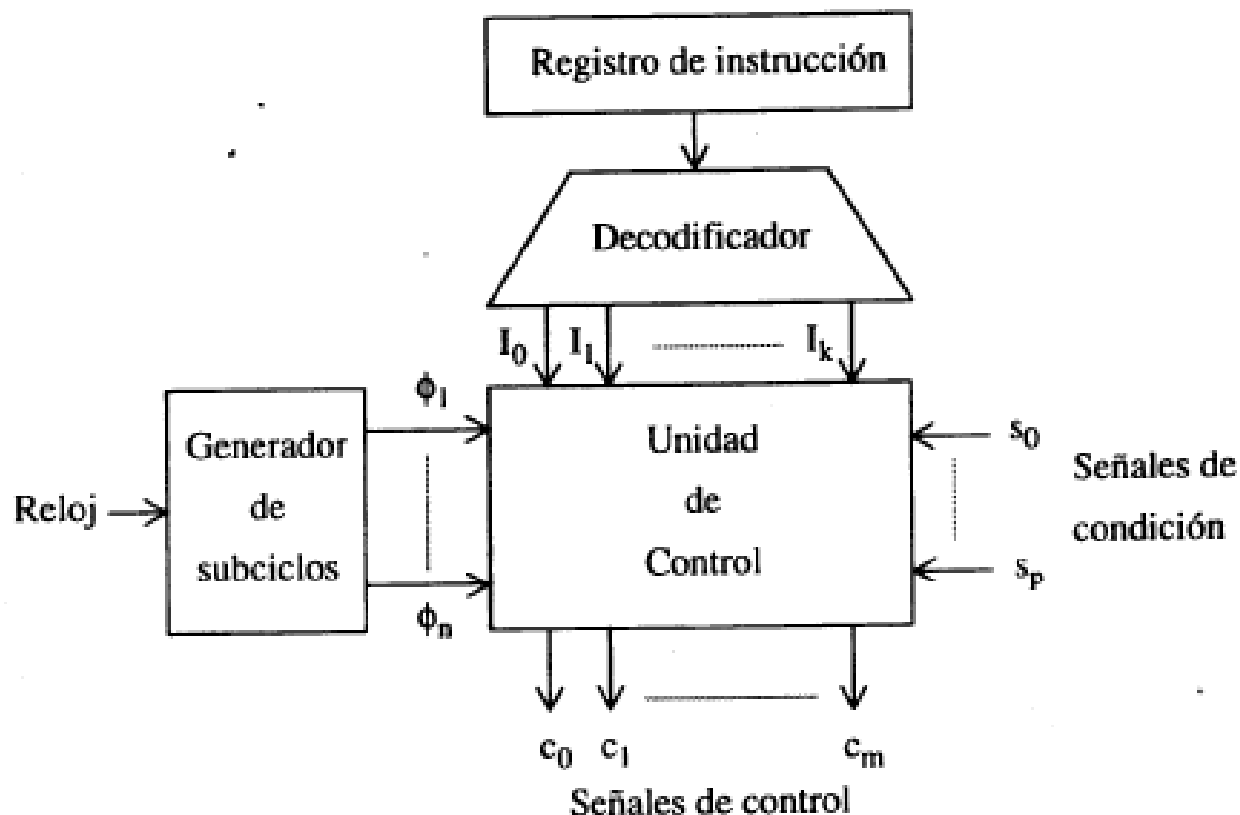 Registro de instrucción
Decodificador
I₀ I₁ Iₖ
ϕ₁
Generador
de
subciclos
Reloj
ϕₙ
Unidad
de
Control
s₀
Señales de
condición
sₚ
c₀ c₁ cₘ
Señales de control